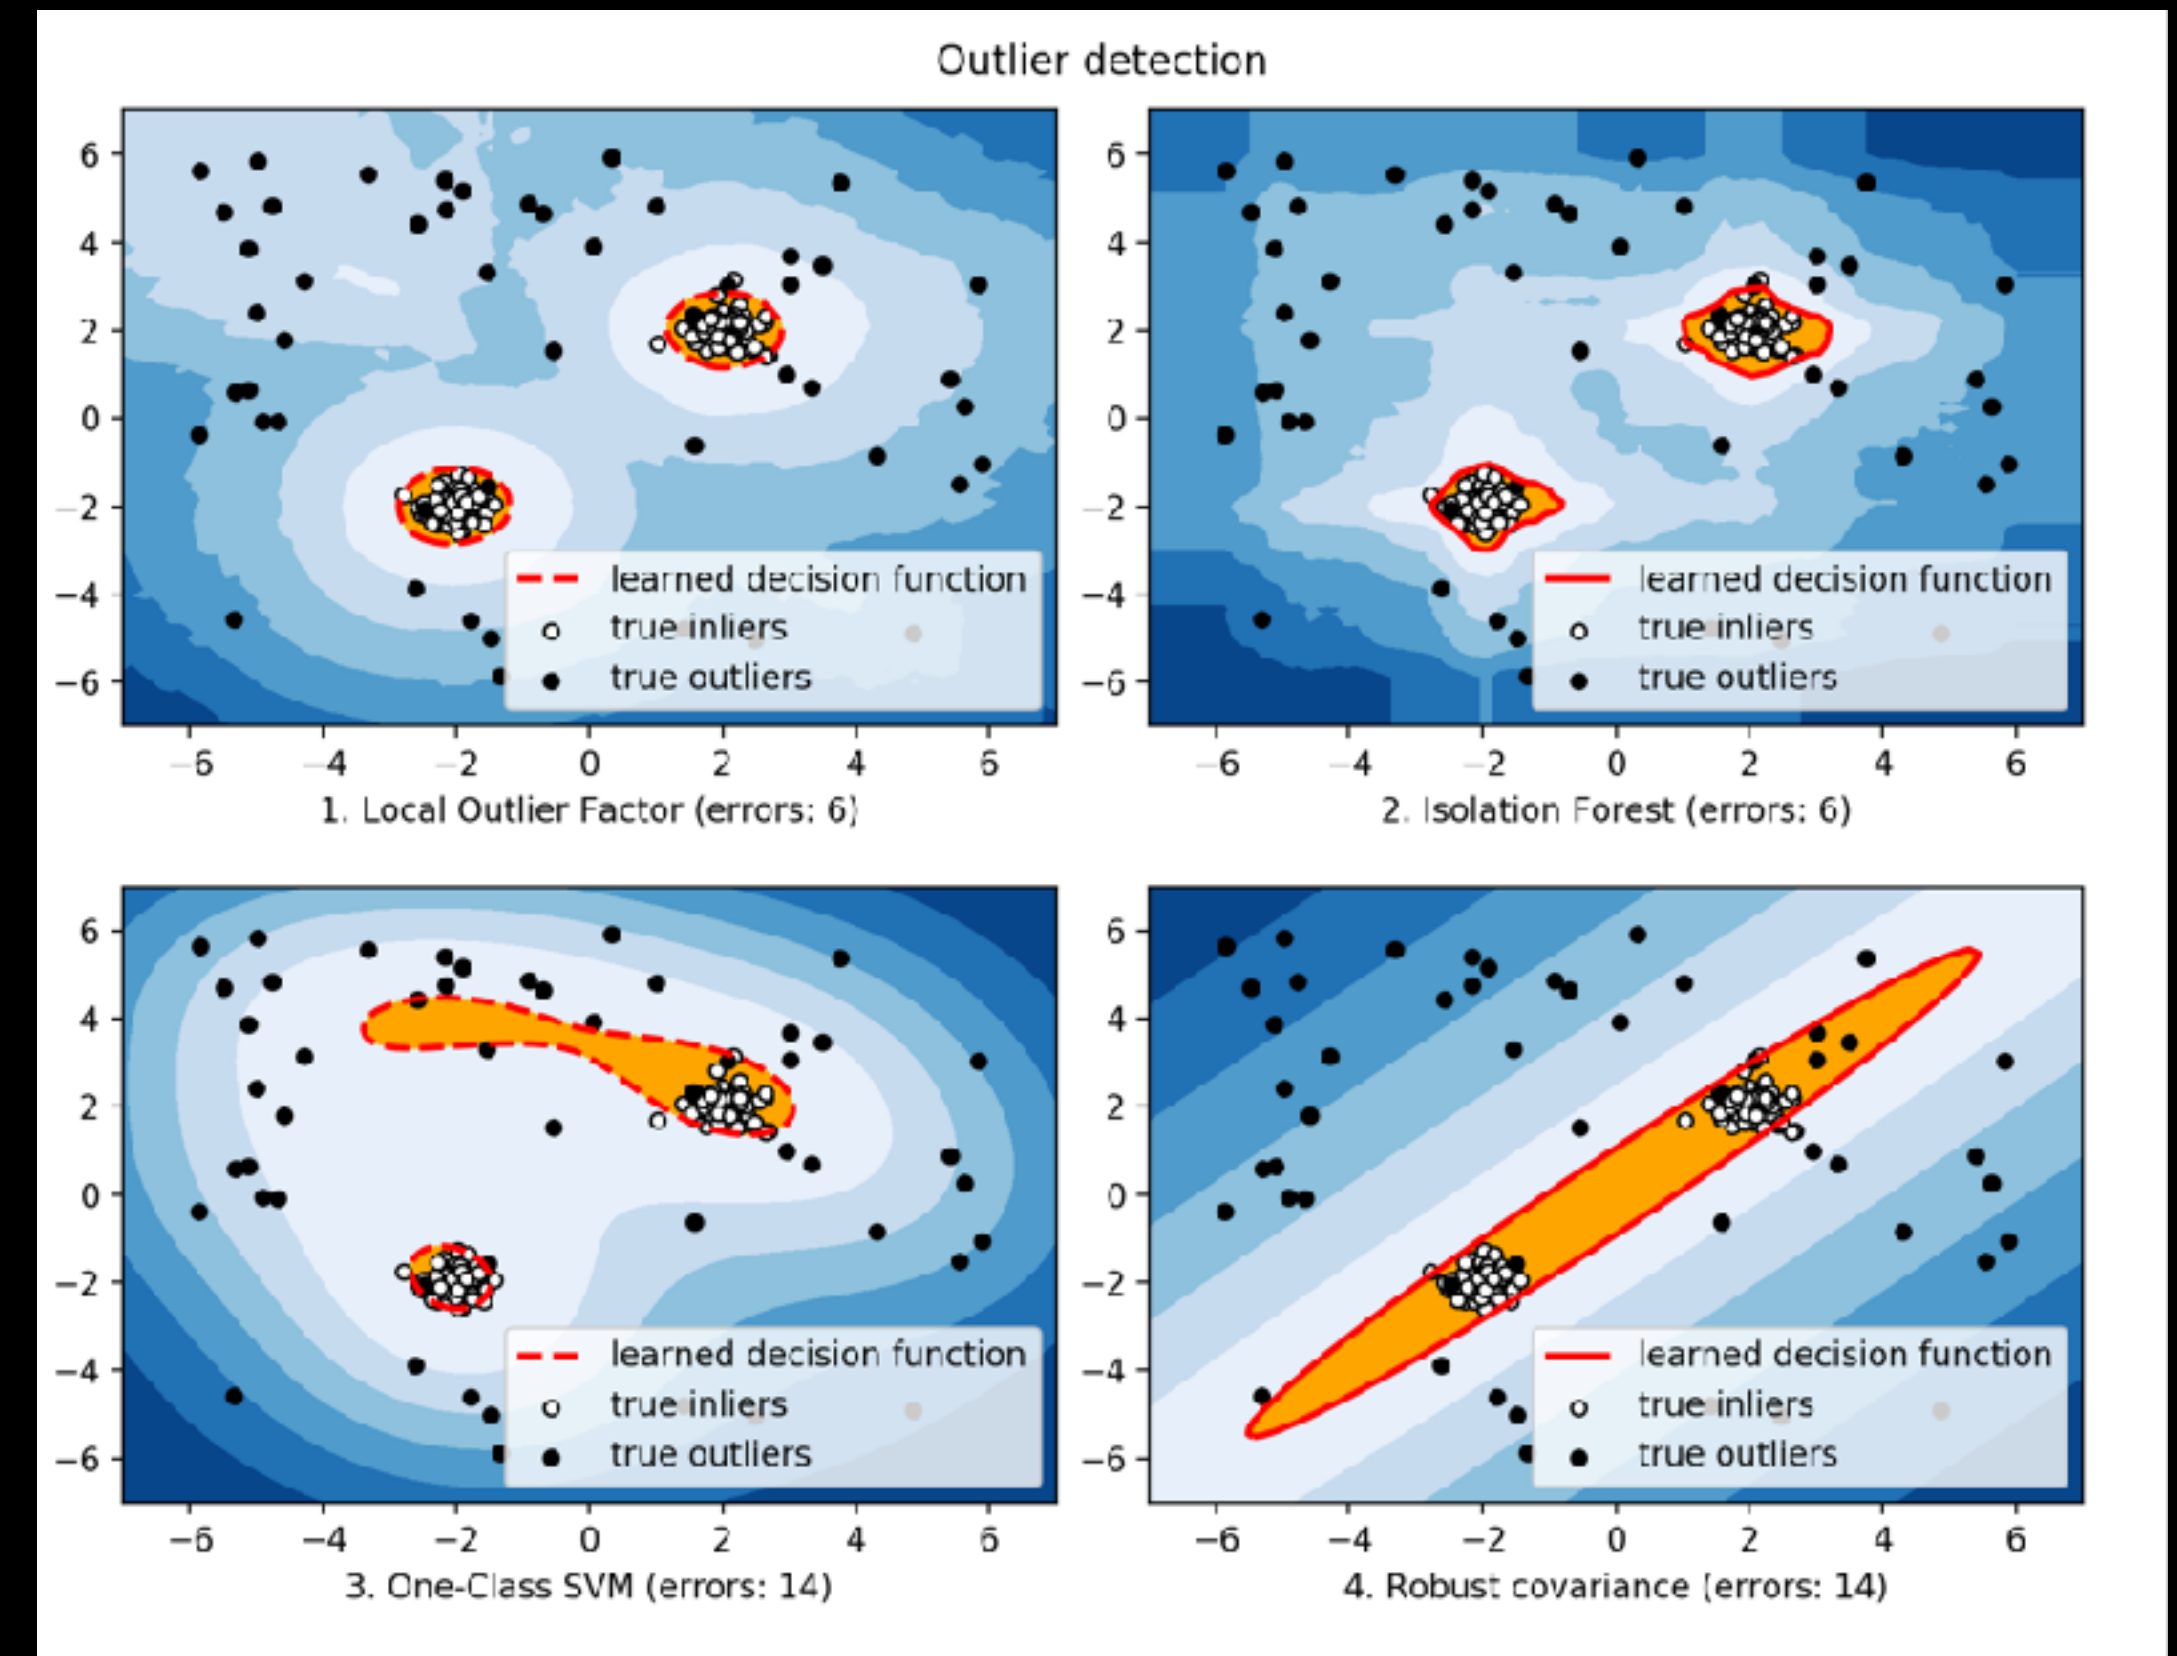 Outlier detection
6
4
2
0
−2
−4
−6
−6 −4 −2 0 2 4 6
learned decision function
true inliers
true outliers
1. Local Outlier Factor (errors: 6)
6
4
2
0
−2
−4
−6
−6 −4 −2 0 2 4 6
learned decision function
true inliers
true outliers
2. Isolation Forest (errors: 6)
6
4
2
0
−2
−4
−6
−6 −4 −2 0 2 4 6
learned decision function
true inliers
true outliers
3. One-Class SVM (errors: 14)
6
4
2
0
−2
−4
−6
−6 −4 −2 0 2 4 6
learned decision function
true inliers
true outliers
4. Robust covariance (errors: 14)